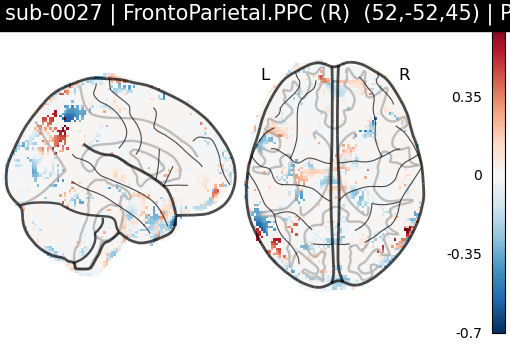 sub-0027 | FrontoParietal.PPC (R)  (52,-52,45) | P
L
R
0.35
0
-0.35
-0.7